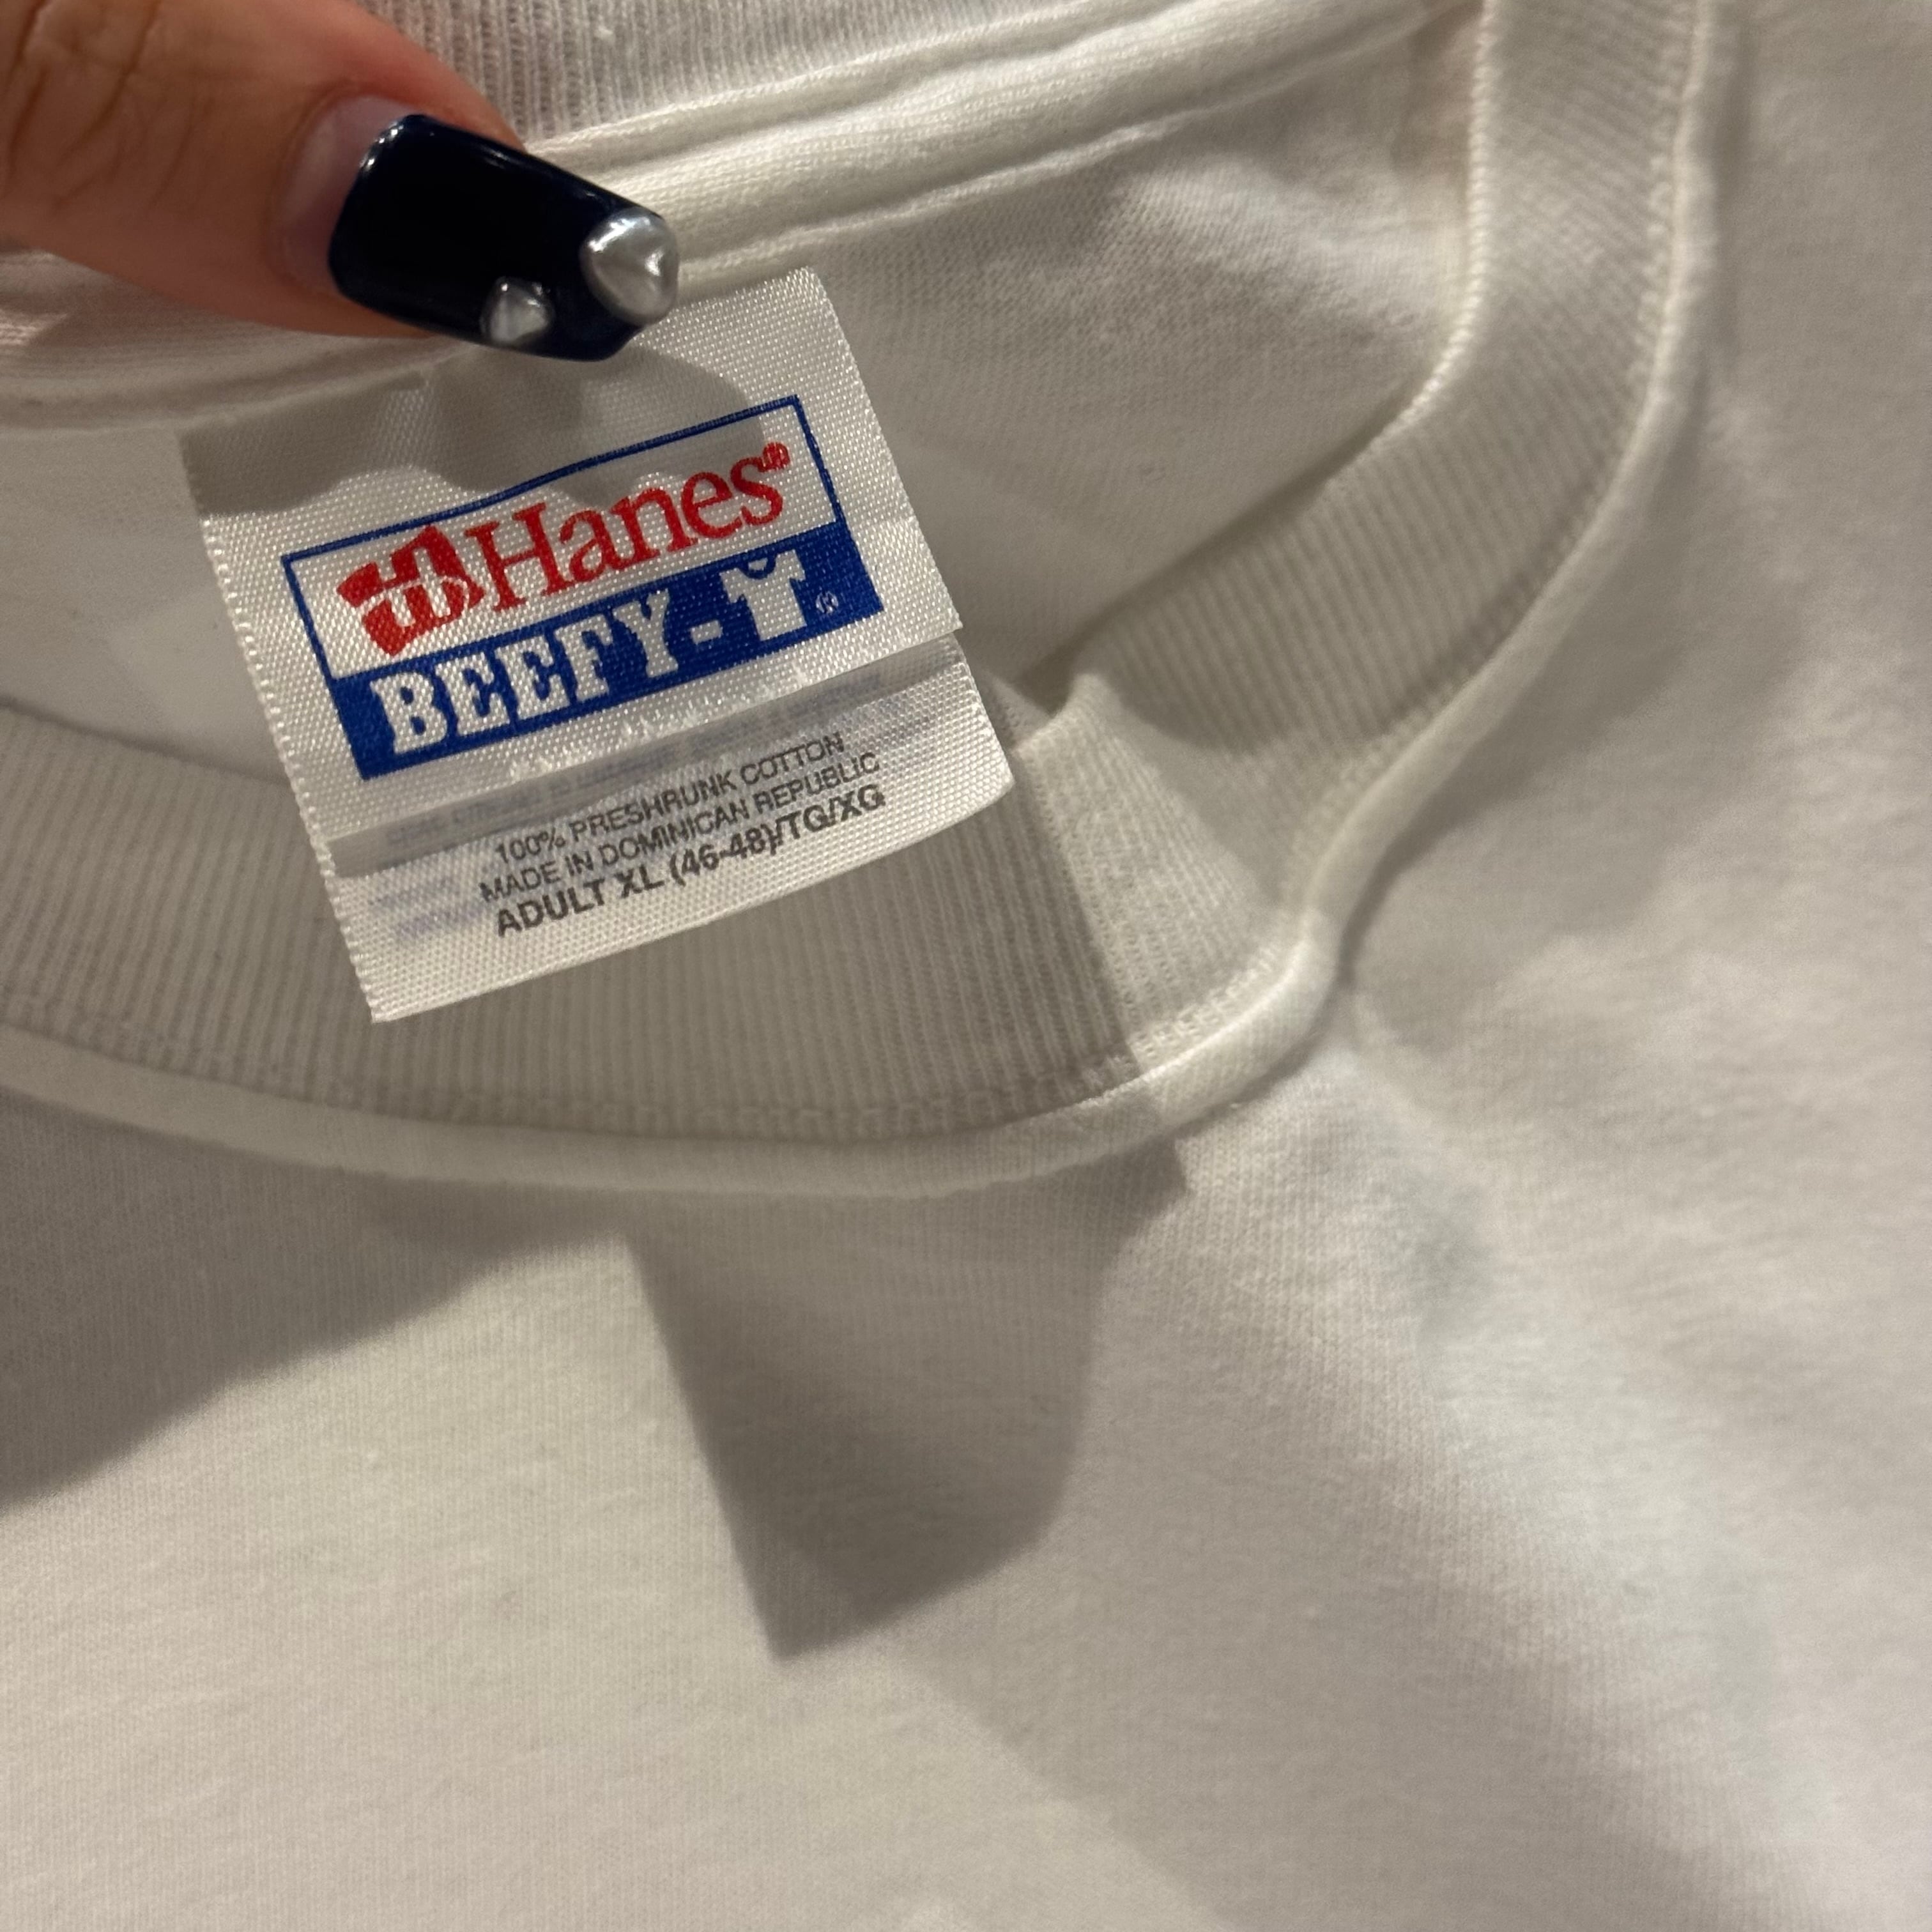 Hanes®
BEEFY-T®
100% PRESHRUNK COTTON
MADE IN DOMINICAN REPUBLIC
ADULT XL (46-48)/TG/XG